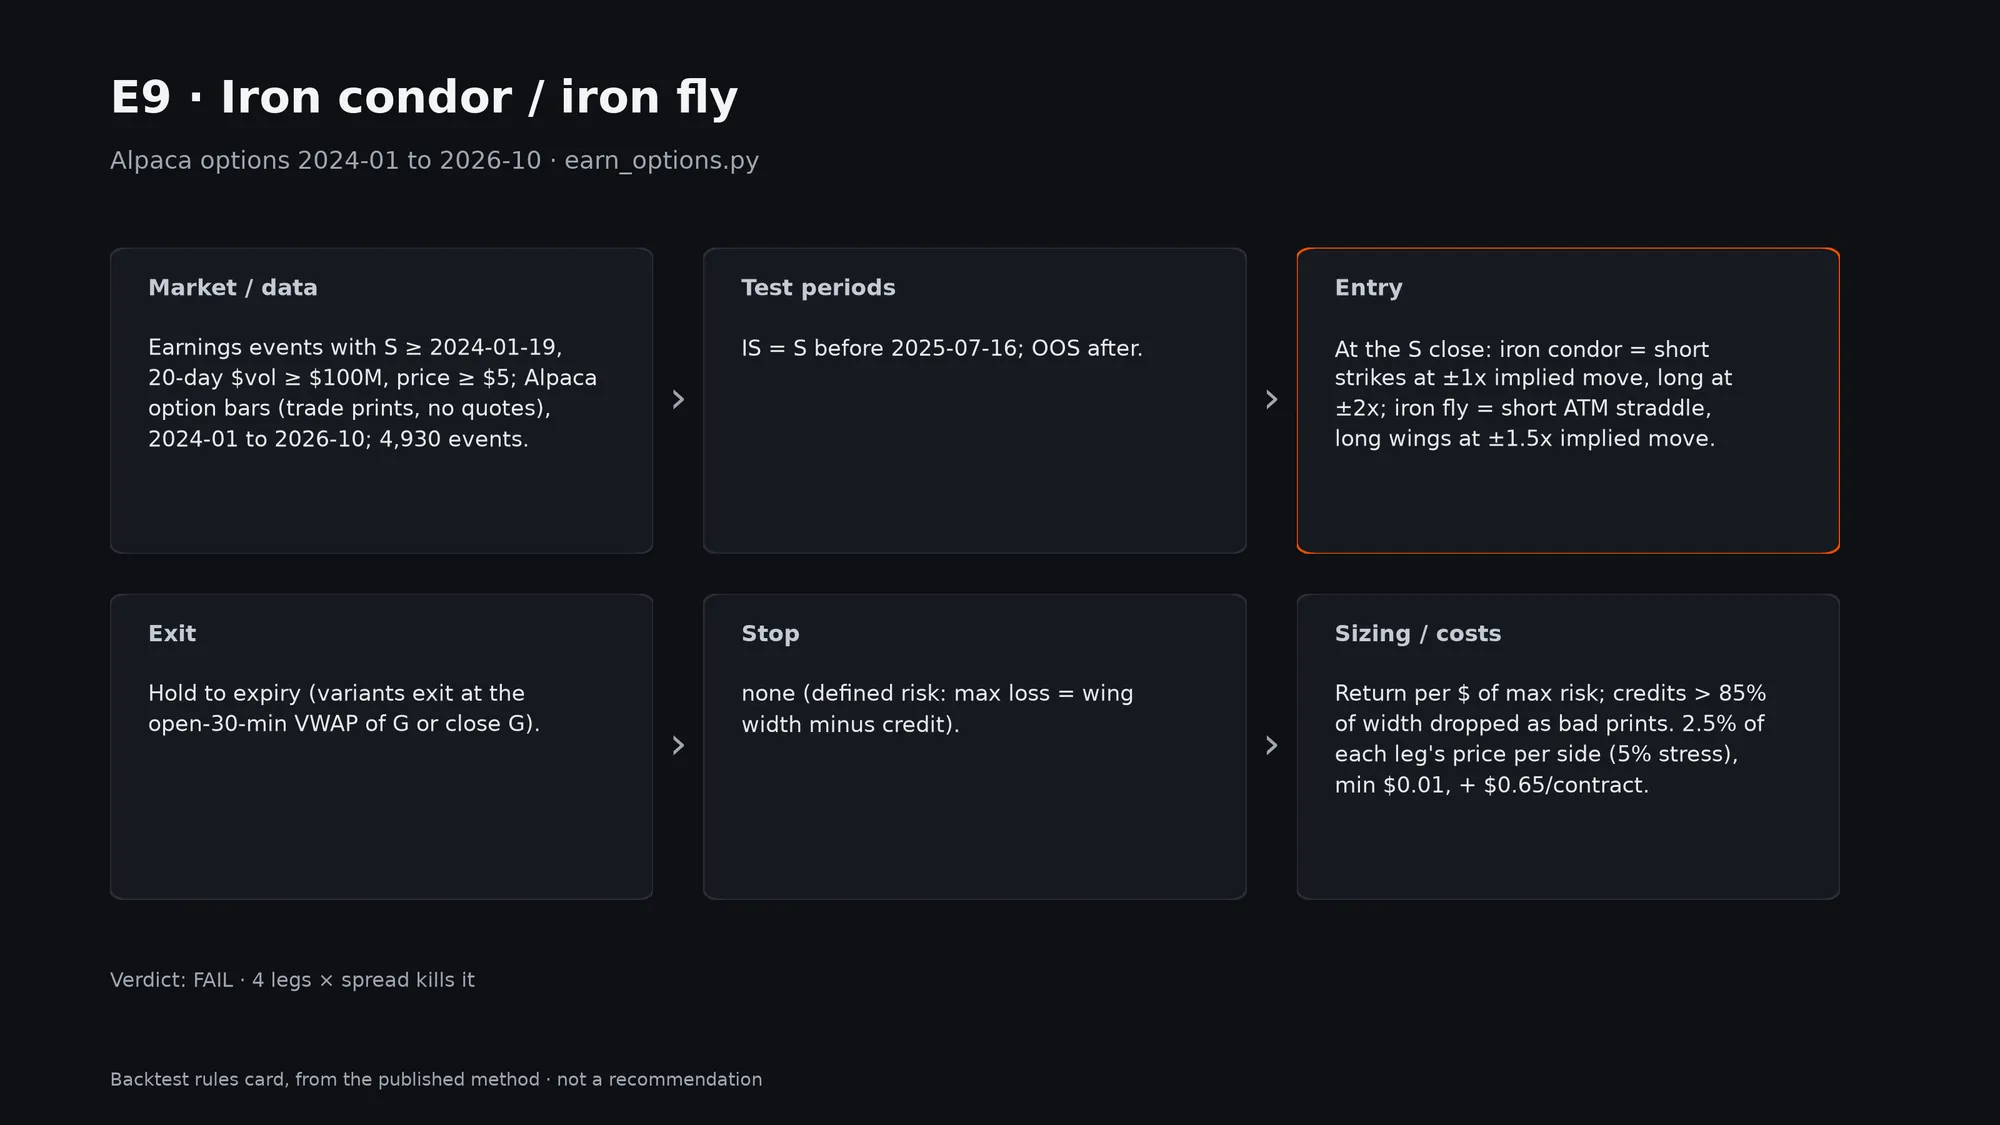 E9 · Iron condor / iron fly
Alpaca options 2024-01 to 2026-10 · earn_options.py
Market / data
Earnings events with S ≥ 2024-01-19,
20-day $vol ≥ $100M, price ≥ $5; Alpaca
option bars (trade prints, no quotes),
2024-01 to 2026-10; 4,930 events.
›
Test periods
IS = S before 2025-07-16; OOS after.
›
Entry
At the S close: iron condor = short
strikes at ±1x implied move, long at
±2x; iron fly = short ATM straddle,
long wings at ±1.5x implied move.
Exit
Hold to expiry (variants exit at the
open-30-min VWAP of G or close G).
›
Stop
none (defined risk: max loss = wing
width minus credit).
›
Sizing / costs
Return per $ of max risk; credits > 85%
of width dropped as bad prints. 2.5% of
each leg's price per side (5% stress),
min $0.01, + $0.65/contract.
Verdict: FAIL · 4 legs × spread kills it
Backtest rules card, from the published method · not a recommendation